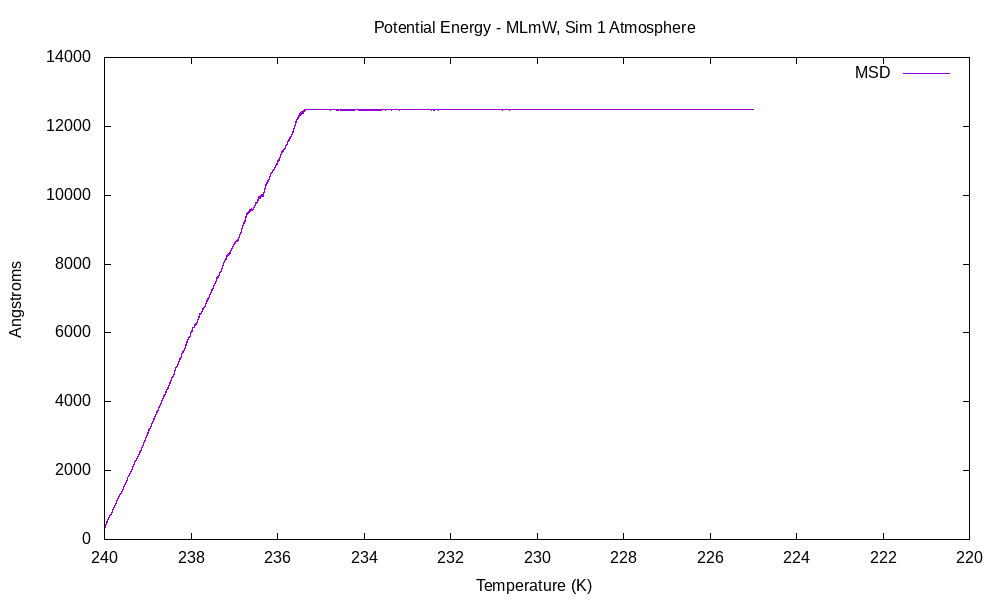 Potential Energy - MLmW, Sim 1 Atmosphere
14000
12000
10000
8000
6000
4000
2000
0
Angstroms
MSD
240 238 236 234 232 230 228 226 224 222 220
Temperature (K)